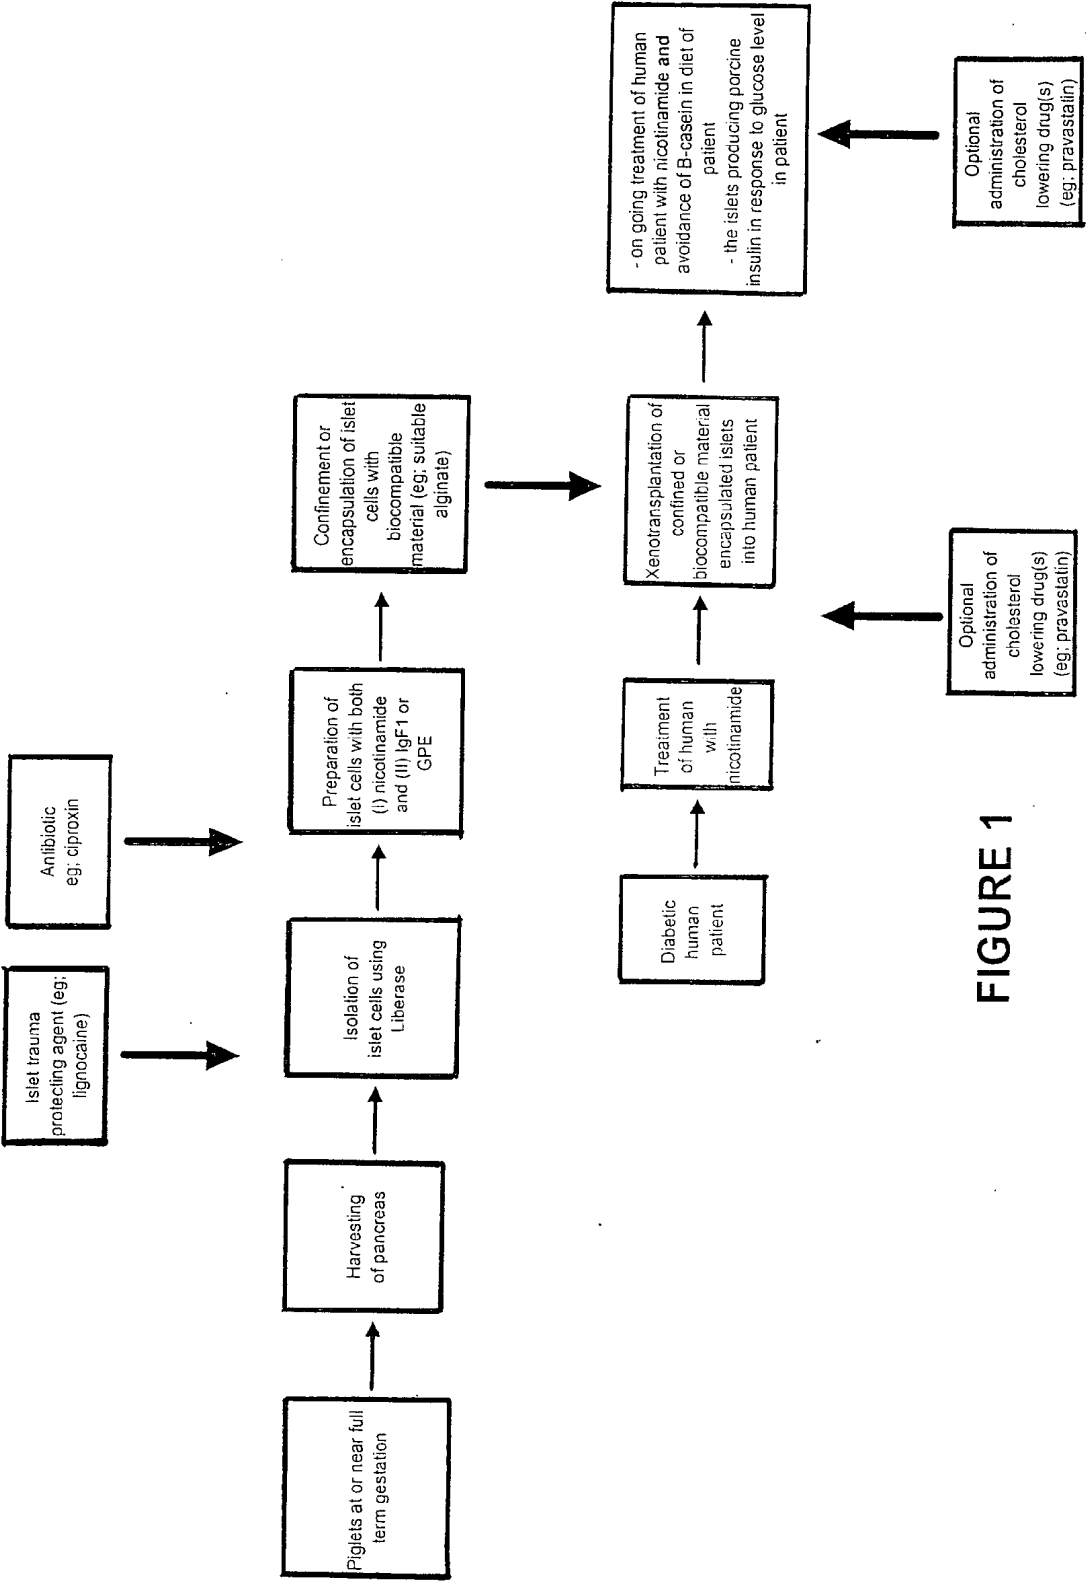 Islet trauma
protecting agent (eg;
lignocaine)
Antibiotic
eg; ciproxin
Piglets at or near full
term gestation
Harvesting
of pancreas
Isolation of
islet cells using
Liberase
Preparation of
islet cells with both
(i) nicotinamide
and (II) IgF1 or
GPE
Confinement or
encapsulation of islet
cells with
biocompatible
material (eg; suitable
alginate)
Diabetic
human
patient
Treatment
of human
with
nicotinamide
Xenotransplantation of
confined or
biocompatible material
encapsulated islets
into human patient
- on going treatment of human
patient with nicotinamide and
avoidance of B-casein in diet of
patient
- the islets producing porcine
insulin in response to glucose level
in patient
Optional
administration of
cholesterol
lowering drug(s)
(eg; pravastatin)
Optional
administration of
cholesterol
lowering drug(s)
(eg; pravastatin)
FIGURE 1